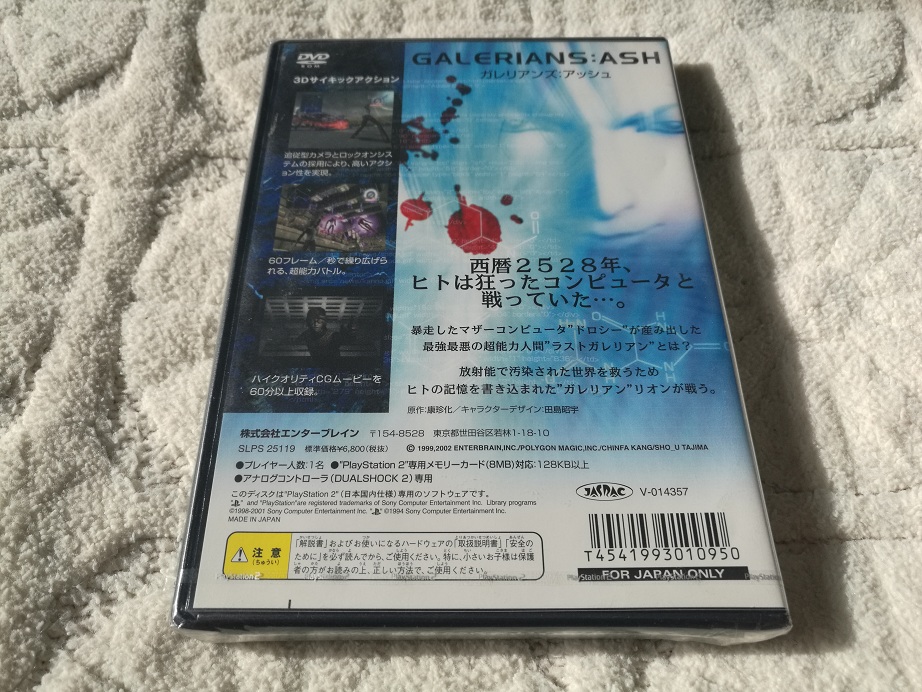 DVD
ROM
GALERIANS:ASH
ガレリアンズ:アッシュ
3Dサイキックアクション
追従型カメラとロックオンシス
テムの採用により、高いアクシ
ョン性を実現。
60フレーム／秒で繰り広げら
れる、超能力バトル。
ハイクオリティCGムービーを
60分以上収録。
西暦2528年、
ヒトは狂ったコンピュータと
戦っていた…。
暴走したマザーコンピュータ"ドロシー"が産み出した
最強最悪の超能力人間"ラストガレリアン"とは?
放射能で汚染された世界を救うため
ヒトの記憶を書き込まれた"ガレリアン"リオンが戦う。
原作:康珍化／キャラクターデザイン:田島昭宇
株式会社エンターブレイン 〒154-8528 東京都世田谷区若林1-18-10
SLPS 25119 標準価格¥6,800(税抜) © 1999,2002 ENTERBRAIN,INC./POLYGON MAGIC,INC./CHINFA KANG/SHO_U TAJIMA
●プレイヤー人数:1名 ●"PlayStation 2"専用メモリーカード(8MB)対応:128KB以上
●アナログコントローラ(DUALSHOCK 2)専用
このディスクは"PlayStation 2"(日本国内仕様)専用のソフトウェアです。
" " and "PlayStation"are registered trademarks of Sony Computer Entertainment Inc. Library programs
©1998-2001 Sony Computer Entertainment Inc. " " ©1994 Sony Computer Entertainment Inc.
MADE IN JAPAN
JASRAC V-014357
注意
(ちゅうい)
「解説書」およびお使いになるハードウェアの「取扱説明書」「安全の
ために」を必ず読んでから、ご使用ください。特に、小さいお子様は保護
者の方がお読みの上、正しい方法で、ご使用ください。
T4541993010950
FOR JAPAN ONLY